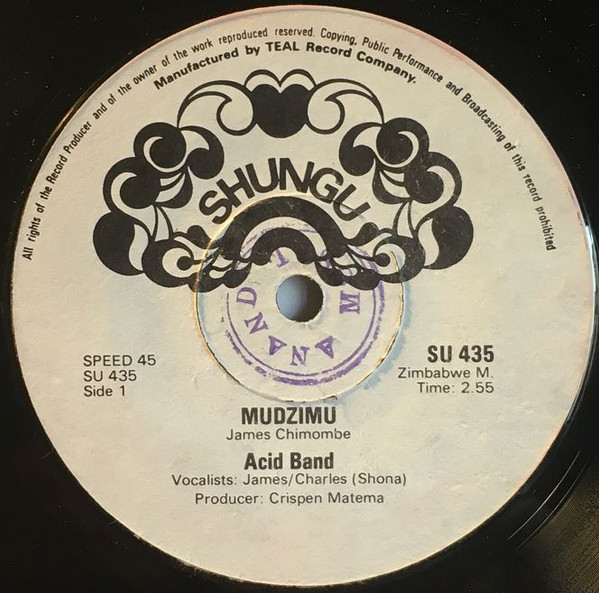 All rights of the Record Producer and of the owner of the work reproduced reserved. Copying, Public Performance and Broadcasting of this record prohibited
Manufactured by TEAL Record Company.
SHUNGU
SPEED 45
SU 435
Side 1
SU 435
Zimbabwe M.
Time: 2.55
MUDZIMU
James Chimombe
Acid Band
Vocalists: James/Charles (Shona)
Producer: Crispen Matema